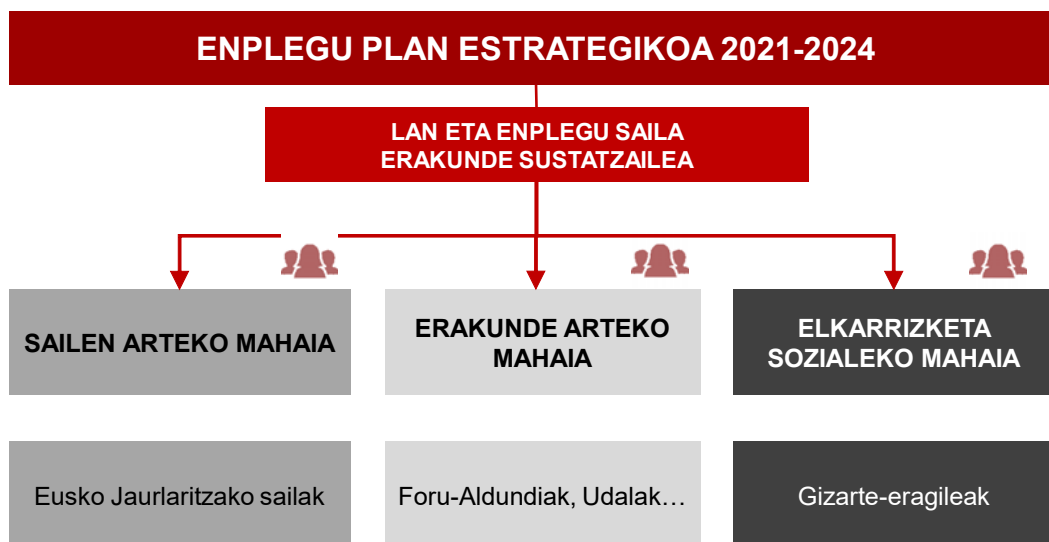 ENPLEGU PLAN ESTRATEGIKOA 2021-2024
LAN ETA ENPLEGU SAILA
ERAKUNDE SUSTATZAILEA
SAILEN ARTEKO MAHAIA
ERAKUNDE ARTEKO
MAHAIA
ELKARRIZKETA
SOZIALEKO MAHAIA
Eusko Jaurlaritzako sailak
Foru-Aldundiak, Udalak…
Gizarte-eragileak